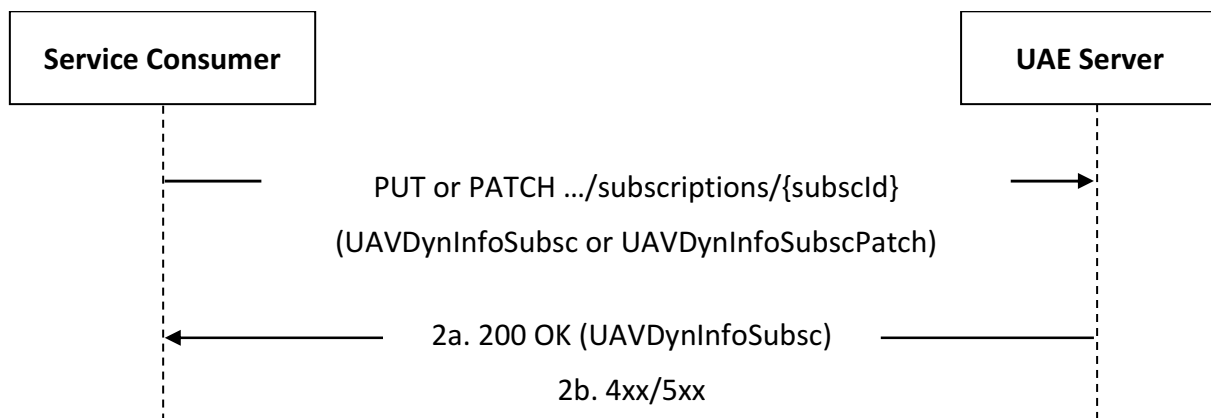 Service Consumer
UAE Server
PUT or PATCH …/subscriptions/{subscId}
(UAVDynInfoSubsc or UAVDynInfoSubscPatch)
2a. 200 OK (UAVDynInfoSubsc)
2b. 4xx/5xx